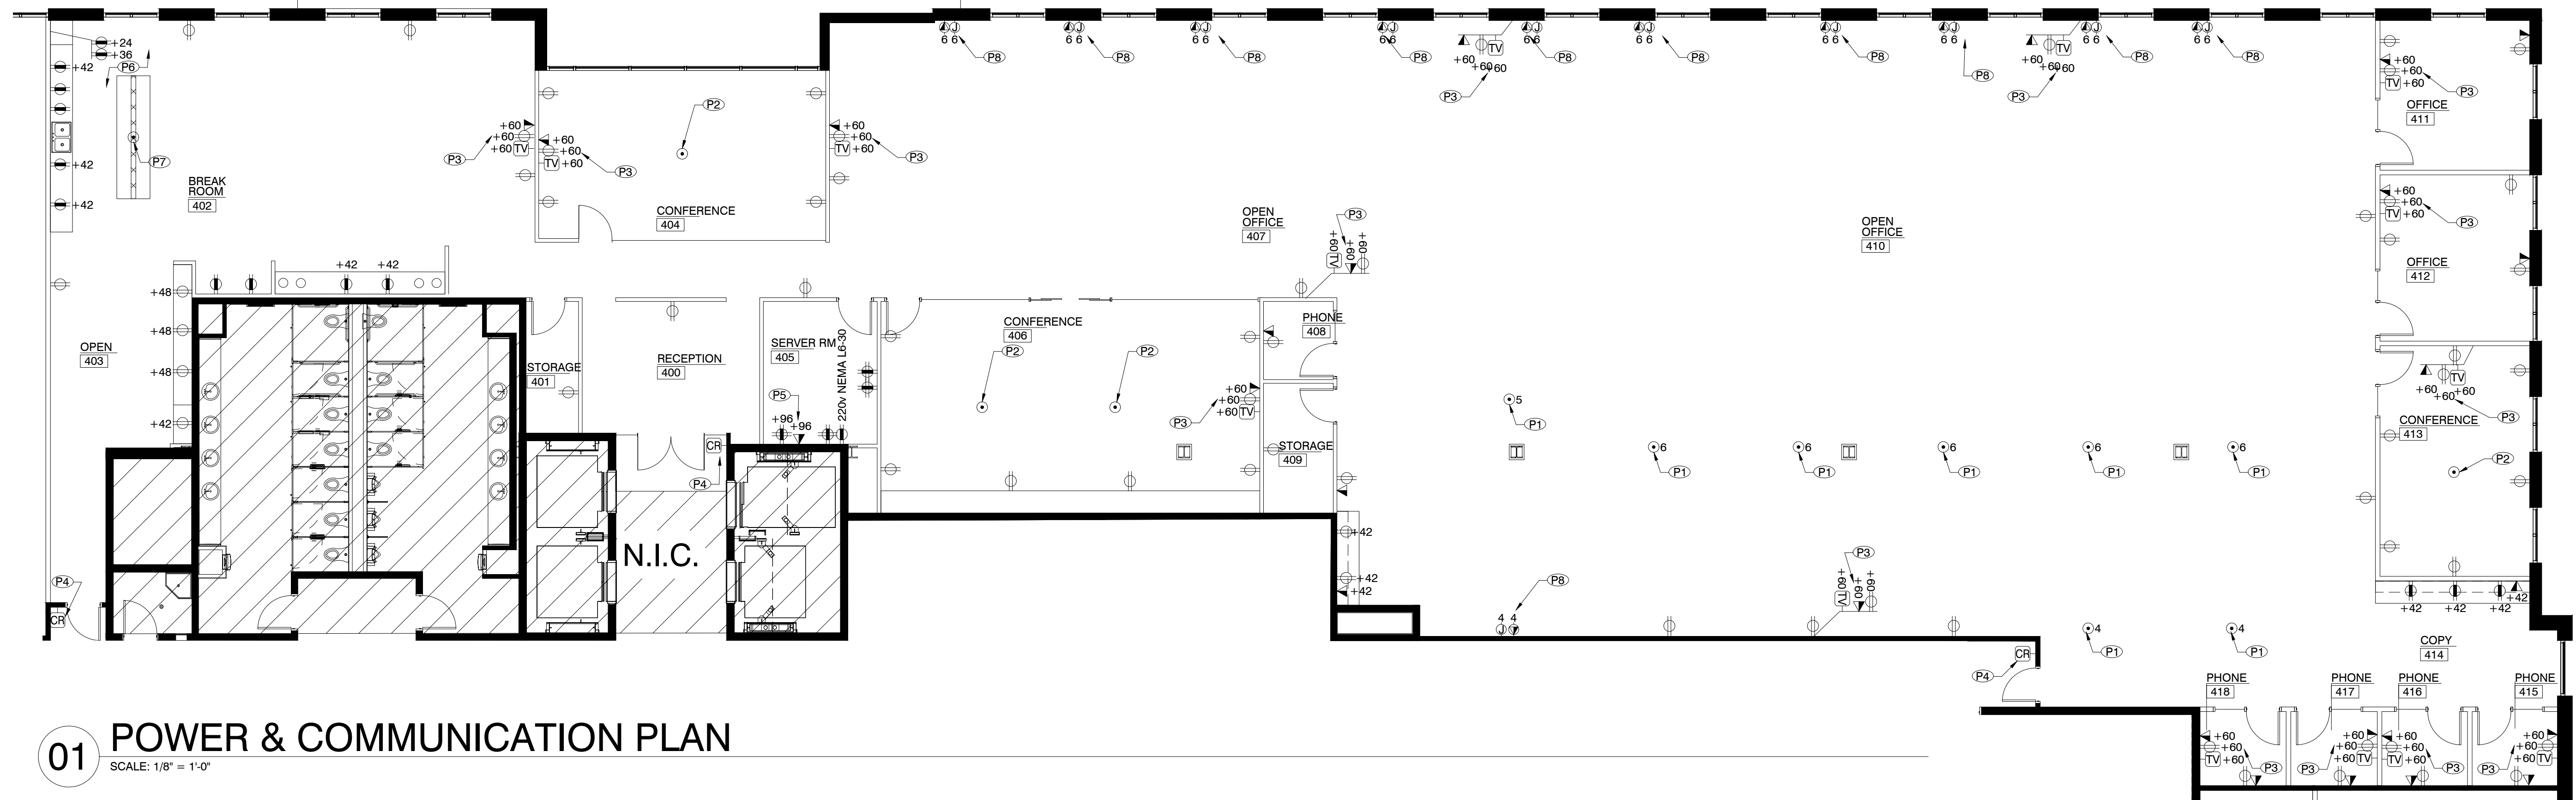 +24
+36
P6
+42
P7
+42
+42
BREAK
ROOM
402
+42 +42
+48
+48
+48
+42
OPEN
403
P4
CR
STORAGE
401
P3
+60
+60
+60 TV
+60
+60
TV +60
P3
P2
CONFERENCE
404
+60
+60
TV +60
P3
RECEPTION
400
CR
P4
N.I.C.
SERVER RM
405
220v NEMA L6-30
P5
+96
+96
CONFERENCE
406
P2
P2
P3
+60
+60
+60 TV
PHONE
408
STORAGE
409
+42
+42
+42
J
6 6
P8
J
6 6
P8
J
6 6
P8
J
6 6
P8
TV
+60
+60
+60
P3
J
6 6
P8
J
6 6
P8
J
6 6
P8
J
6 6
P8
TV
+60
+60
+60
P3
J
6 6
P8
J
6 6
P8
OPEN
OFFICE
407
P3
+60
+60
+60
TV
OPEN
OFFICE
410
5
P1
6
P1
6
P1
6
P1
6
P1
6
P1
4 4
J
P8
P3
+60
+60
+60
TV
4
P1
4
P1
CR
P4
+60
+60
TV +60
P3
OFFICE
411
+60
+60
TV +60
P3
OFFICE
412
TV
+60
+60
+60
P3
CONFERENCE
413
P2
+42 +42 +42
+42
COPY
414
PHONE
418
PHONE
417
PHONE
416
PHONE
415
+60
+60
TV +60
P3
+60
+60
+60 TV
P3
+60
+60
TV +60
P3
+60
+60
+60 TV
P3
01
POWER & COMMUNICATION PLAN
SCALE: 1/8" = 1'-0"